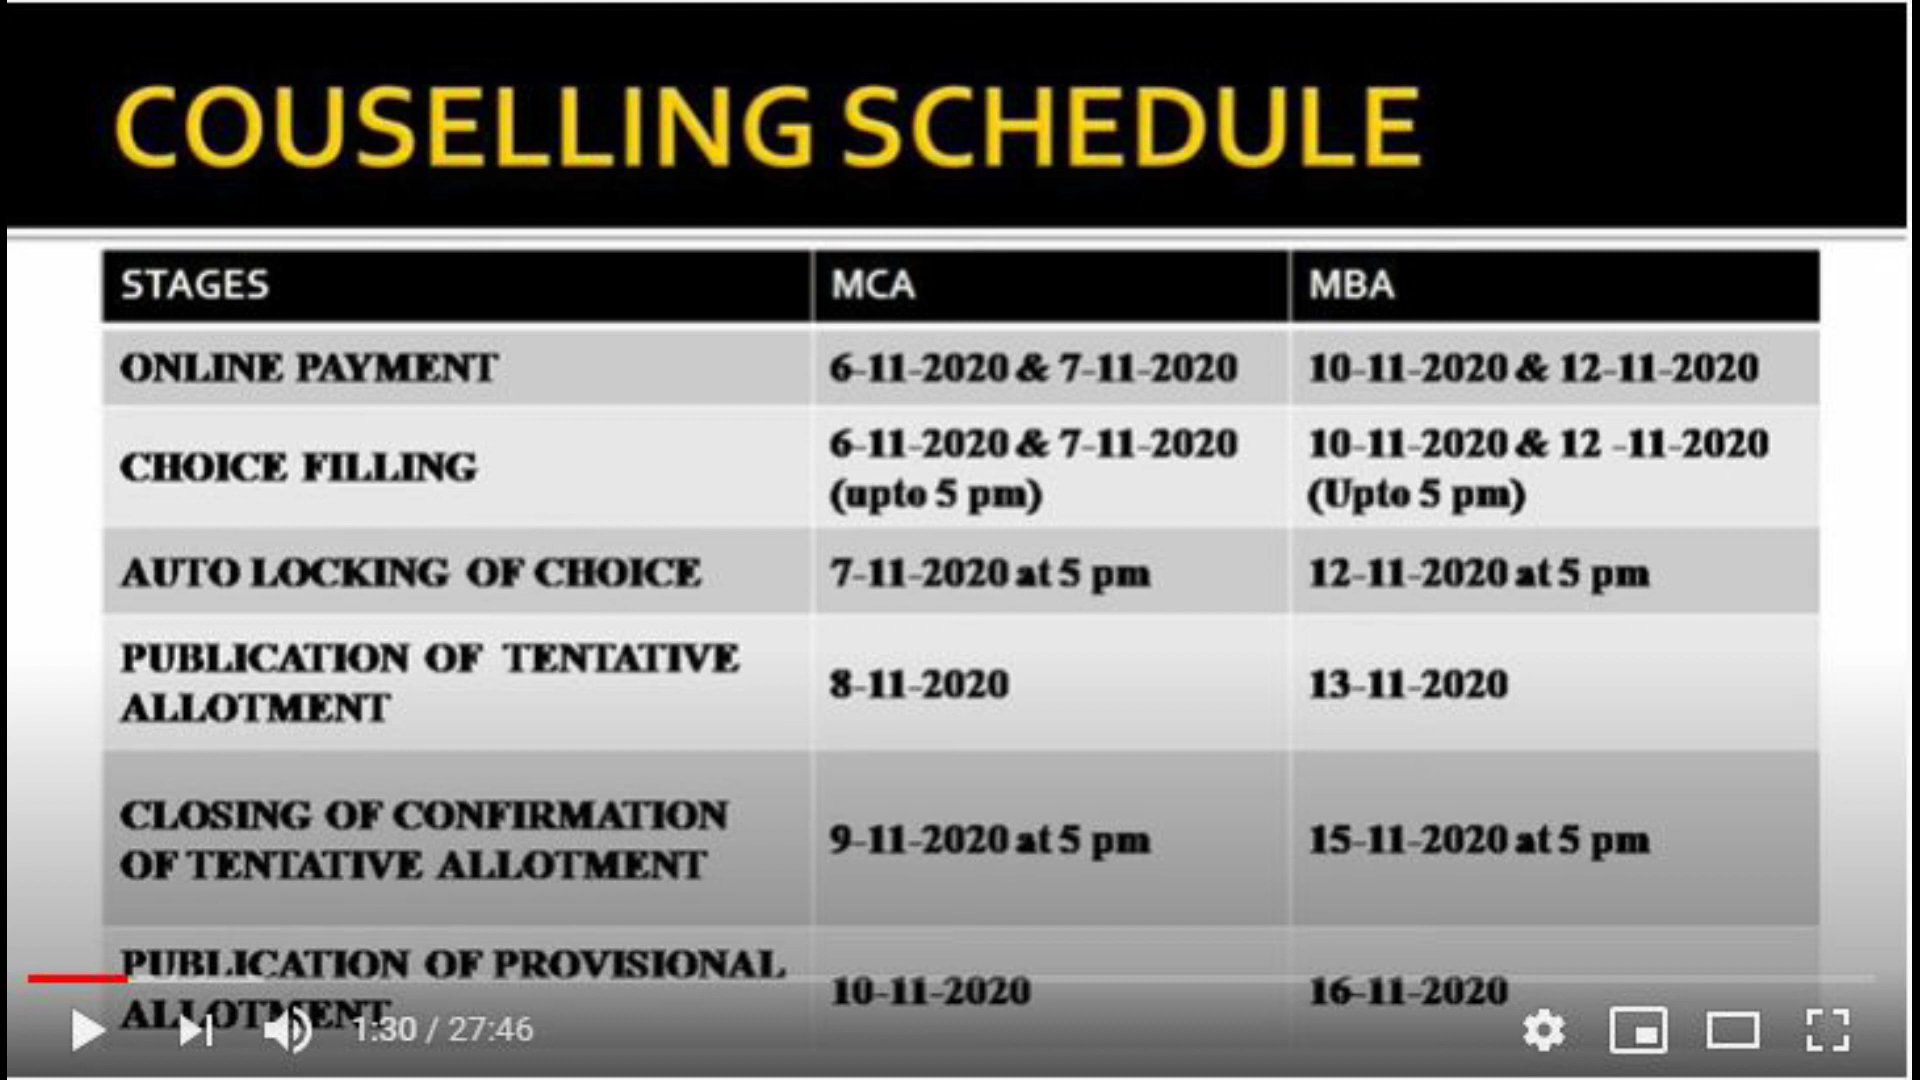 COUSELLING SCHEDULE
STAGES MCA MBA
ONLINE PAYMENT 6-11-2020 & 7-11-2020 10-11-2020 & 12-11-2020
CHOICE FILLING 6-11-2020 & 7-11-2020 (upto 5 pm) 10-11-2020 & 12 -11-2020 (Upto 5 pm)
AUTO LOCKING OF CHOICE 7-11-2020 at 5 pm 12-11-2020 at 5 pm
PUBLICATION OF TENTATIVE ALLOTMENT 8-11-2020 13-11-2020
CLOSING OF CONFIRMATION OF TENTATIVE ALLOTMENT 9-11-2020 at 5 pm 15-11-2020 at 5 pm
PUBLICATION OF PROVISIONAL ALLOTMENT 10-11-2020 16-11-2020
1:30 / 27:46